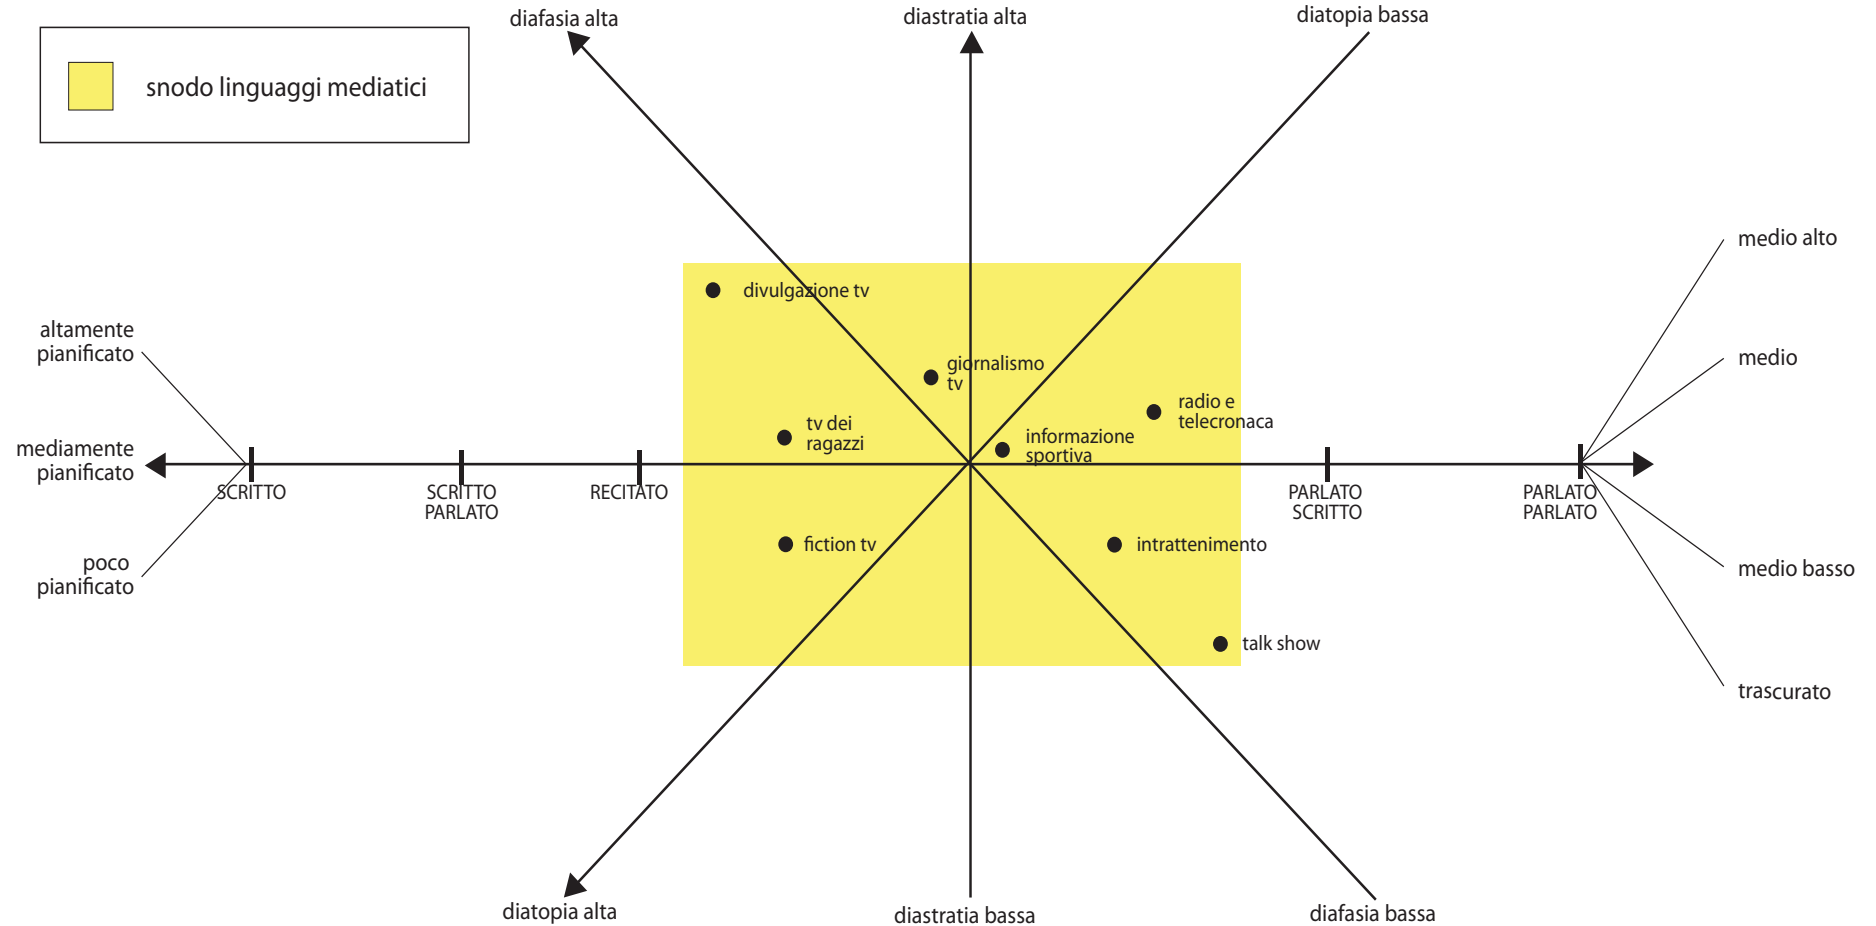 diafasia alta
diastratia alta
diatopia bassa
snodo linguaggi mediatici
medio alto
divulgazione tv
altamente
pianificato
giornalismo
tv
medio
radio e
telecronaca
tv dei
ragazzi
informazione
sportiva
mediamente
pianificato
SCRITTO
SCRITTO
PARLATO
RECITATO
PARLATO
SCRITTO
PARLATO
PARLATO
fiction tv
intrattenimento
poco
pianificato
medio basso
talk show
trascurato
diatopia alta
diastratia bassa
diafasia bassa